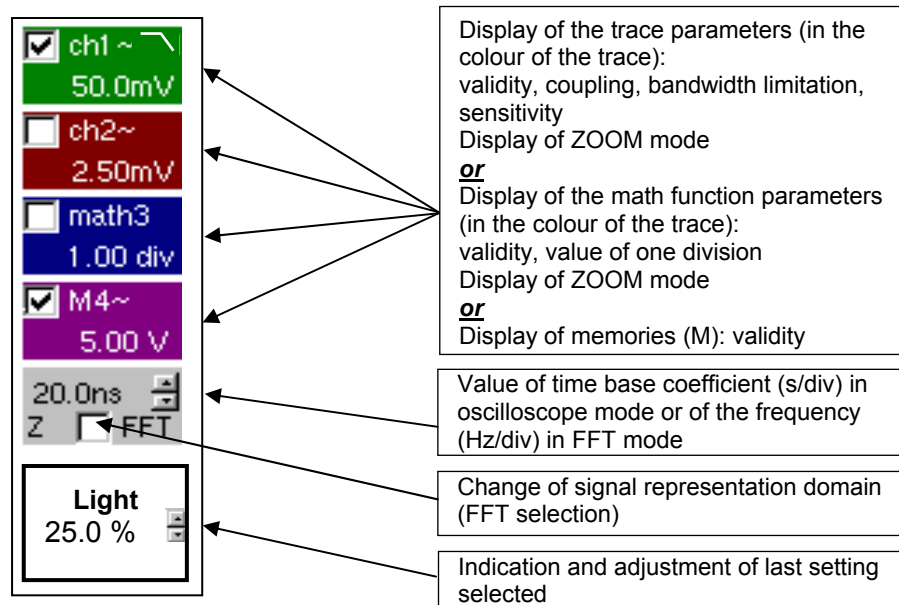 ch1 ~
50.0mV
ch2~
2.50mV
math3
1.00 div
M4~
5.00 V
20.0ns
Z FFT
Light
25.0 %
Display of the trace parameters (in the
colour of the trace):
validity, coupling, bandwidth limitation,
sensitivity
Display of ZOOM mode
or
Display of the math function parameters
(in the colour of the trace):
validity, value of one division
Display of ZOOM mode
or
Display of memories (M): validity
Value of time base coefficient (s/div) in
oscilloscope mode or of the frequency
(Hz/div) in FFT mode
Change of signal representation domain
(FFT selection)
Indication and adjustment of last setting
selected